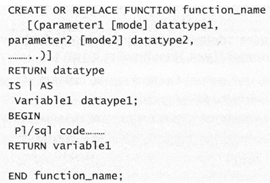 CREATE OR REPLACE FUNCTION function_name
[(parameter1 [mode] datatype1,
parameter2 [mode2] datatype2,
………..)]
RETURN datatype
IS | AS
Variable1 dataype1;
BEGIN
Pl/sql code………
RETURN variable1
END function_name;